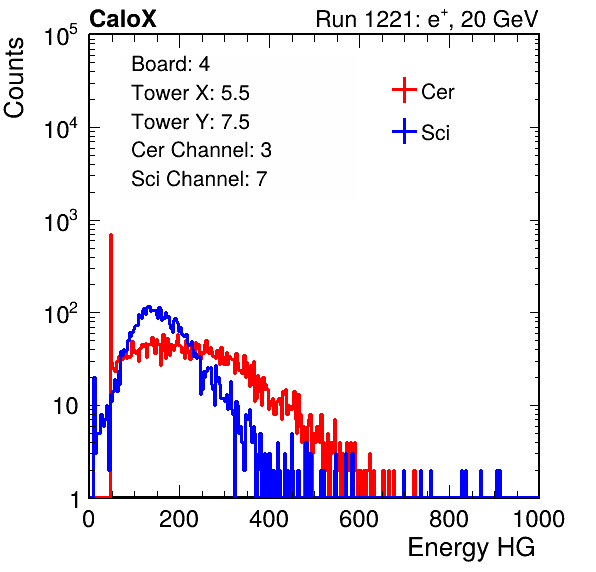 CaloX Run 1221: e⁺, 20 GeV
Counts
10⁵
10⁴
10³
10²
10
1
Board: 4
Tower X: 5.5
Tower Y: 7.5
Cer Channel: 3
Sci Channel: 7
Cer
Sci
0 200 400 600 800 1000
Energy HG